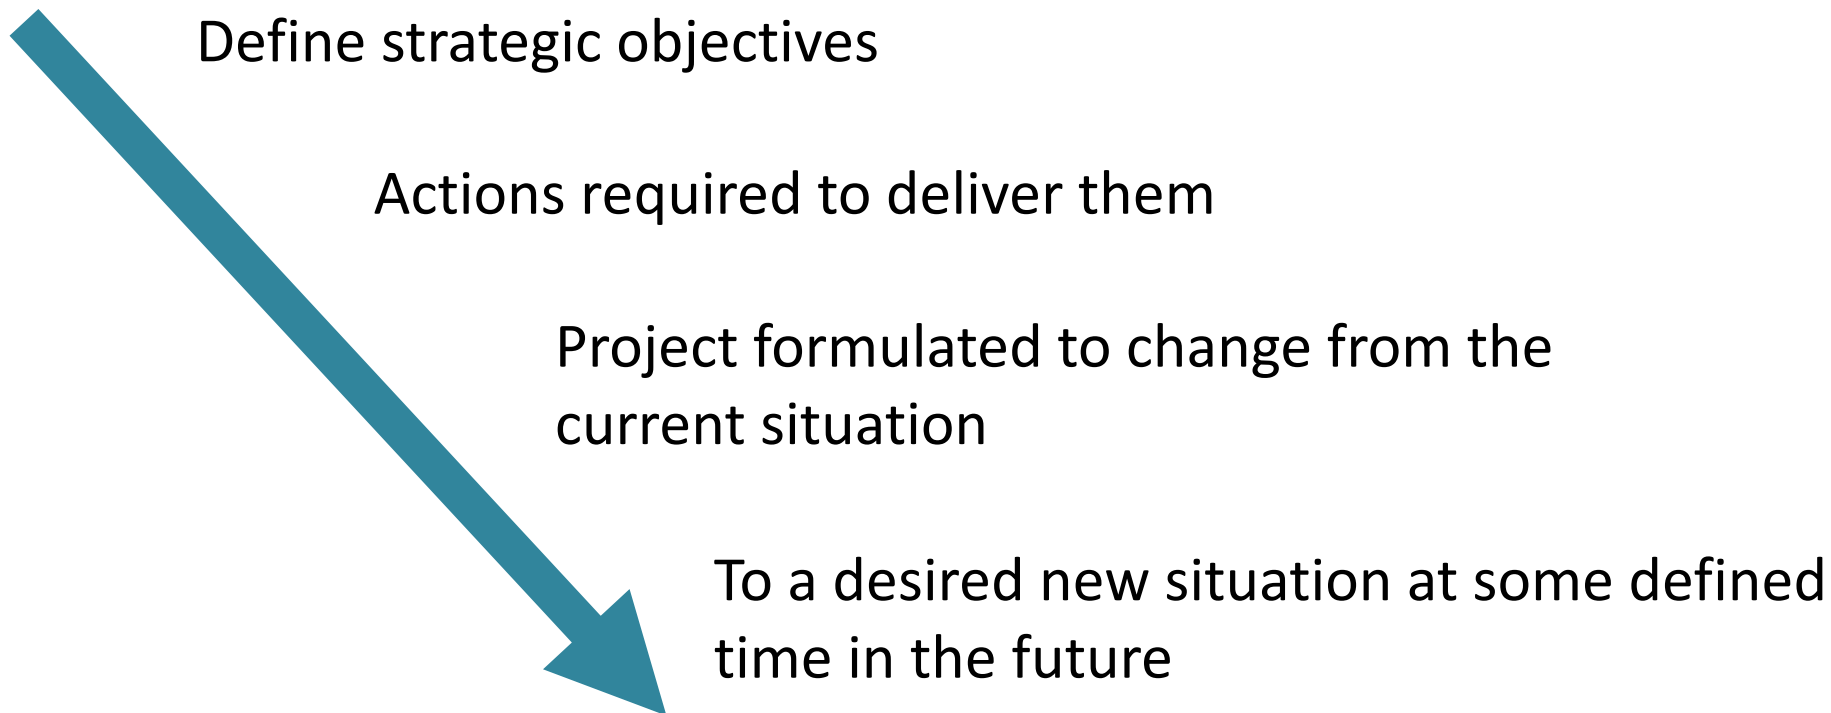 Define strategic objectives
Actions required to deliver them
Project formulated to change from the
current situation
To a desired new situation at some defined
time in the future